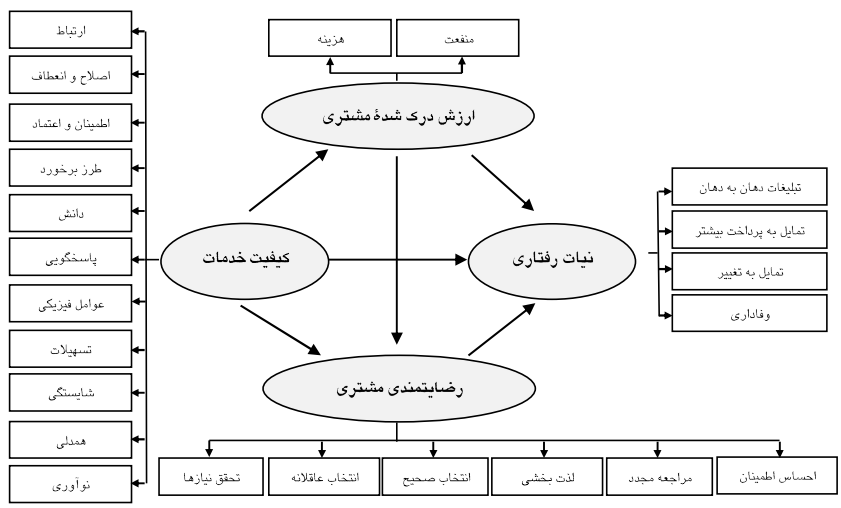 ارتباط
اصلاح و انعطاف
اطمینان و اعتماد
طرز برخورد
دانش
پاسخگویی
عوامل فیزیکی
تسهیلات
شایستگی
همدلی
نوآوری
منفعت
هزینه
ارزش درک شدۀ مشتری
کیفیت خدمات
نیات رفتاری
رضایتمندی مشتری
تبلیغات دهان به دهان
تمایل به پرداخت بیشتر
تمایل به تغییر
وفاداری
احساس اطمینان
مراجعه مجدد
لذت بخشی
انتخاب صحیح
انتخاب عاقلانه
تحقق نیازها